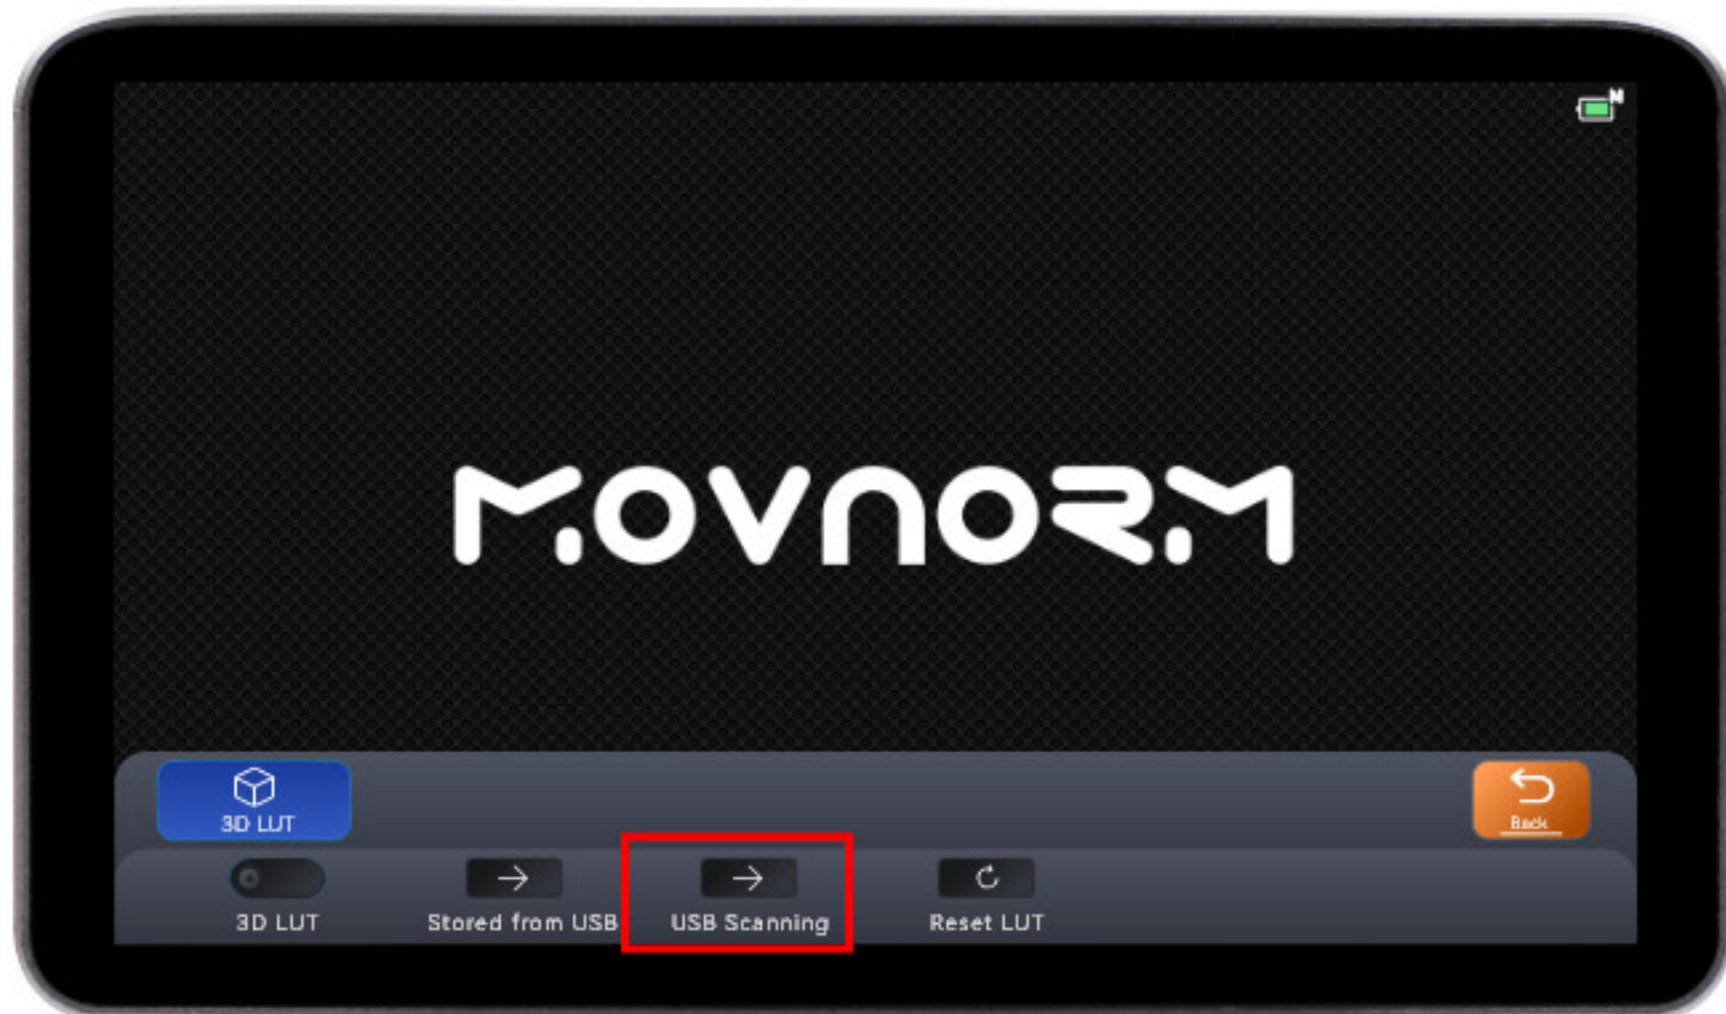 N
MOVNORM
3D LUT
Back
3D LUT
Stored from USB
USB Scanning
Reset LUT